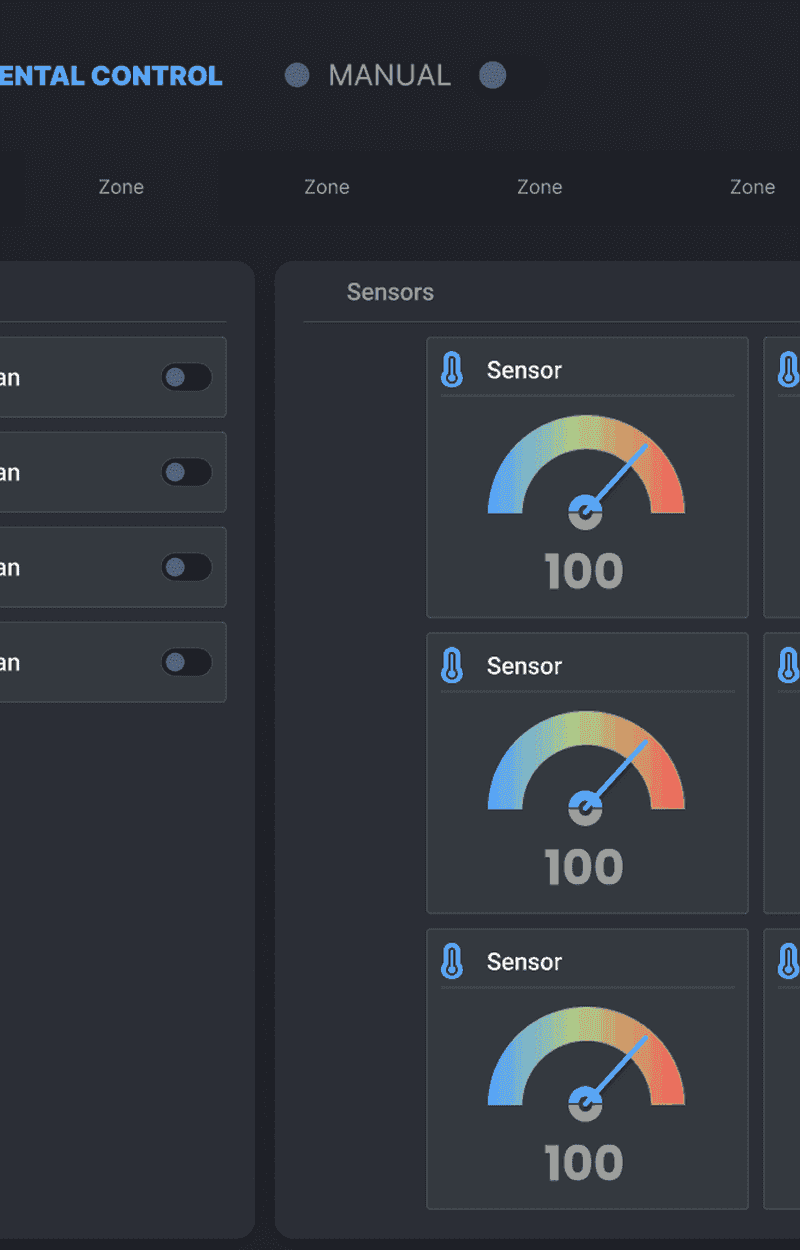 ENTAL CONTROL MANUAL
Zone Zone Zone Zone
Sensors
an
an
an
an
Sensor
100
Sensor
100
Sensor
100